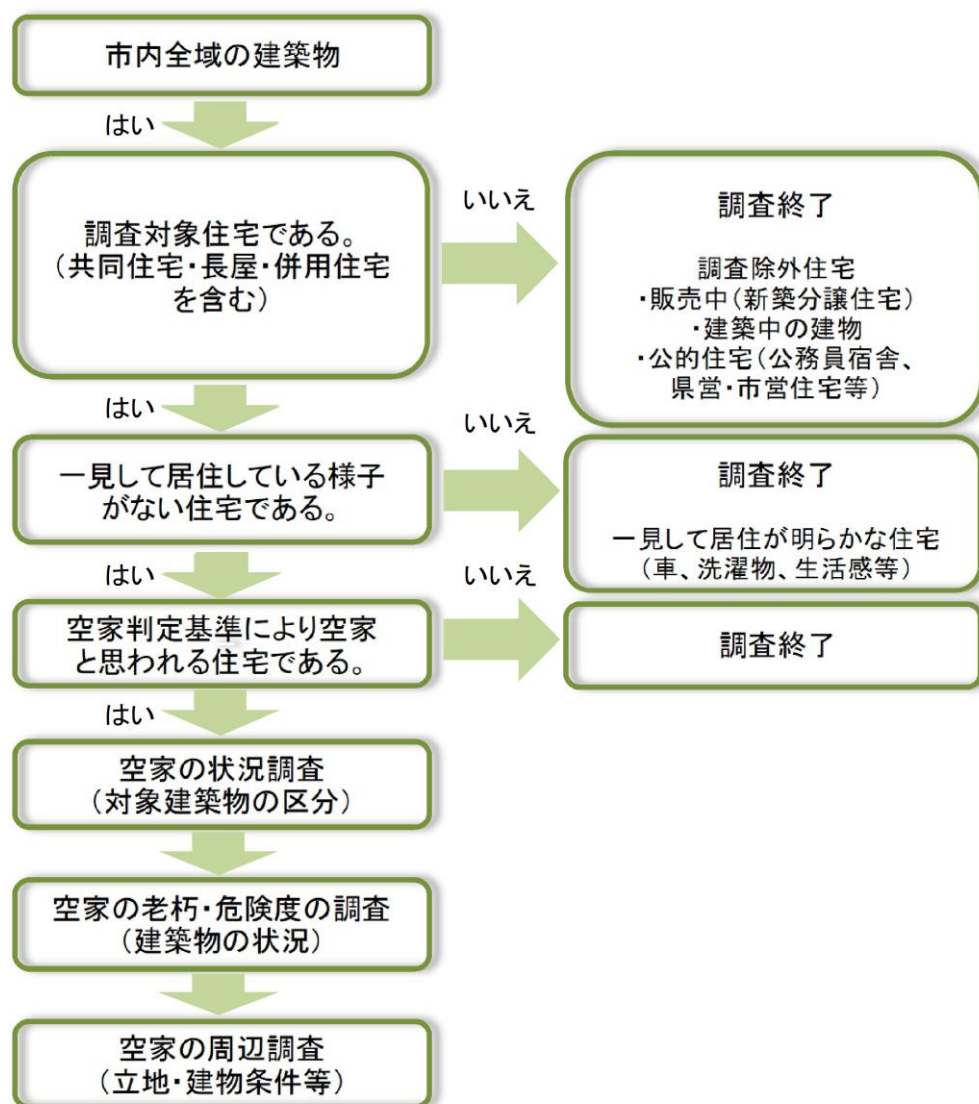 市内全域の建築物
はい
調査対象住宅である。
（共同住宅・長屋・併用住宅
を含む）
いいえ
調査終了
調査除外住宅
・販売中（新築分譲住宅）
・建築中の建物
・公的住宅（公務員宿舎、
県営・市営住宅等）
はい
一見して居住している様子
がない住宅である。
いいえ
調査終了
一見して居住が明らかな住宅
（車、洗濯物、生活感等）
はい
空家判定基準により空家
と思われる住宅である。
いいえ
調査終了
はい
空家の状況調査
（対象建築物の区分）
空家の老朽・危険度の調査
（建築物の状況）
空家の周辺調査
（立地・建物条件等）